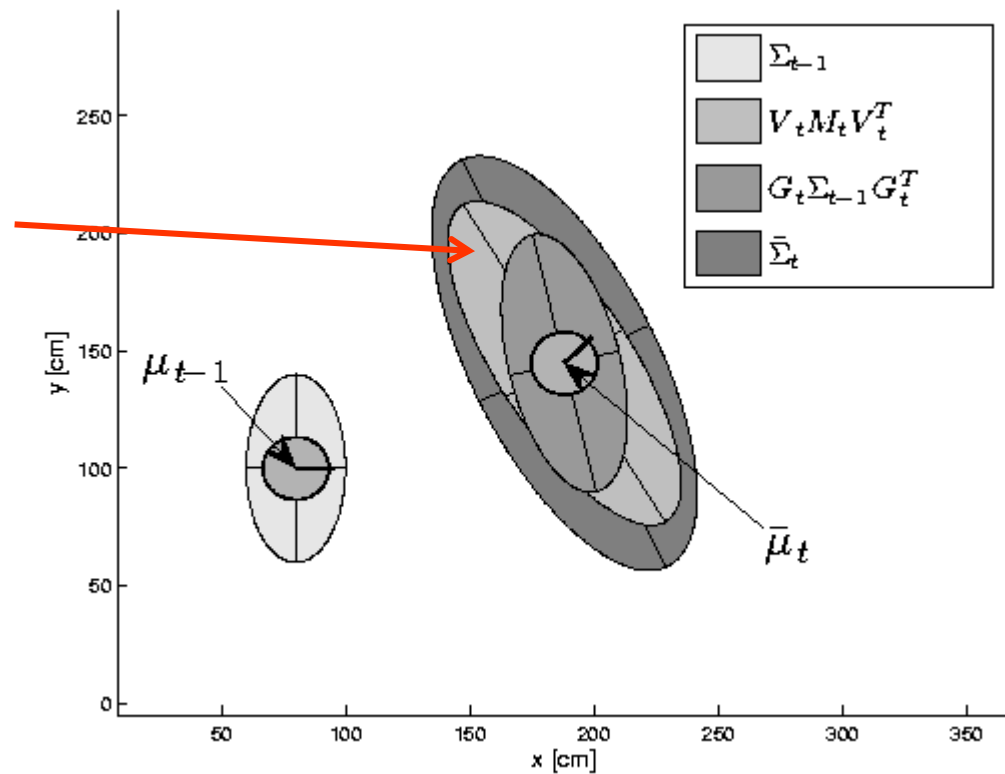 Σ_{t−1}
V_t M_t V_t^T
G_t Σ_{t−1} G_t^T
Σ̄_t
250
200
150
100
50
0
y [cm]
μ_{t−1}
μ̄_t
50
100
150
200
250
300
350
x [cm]